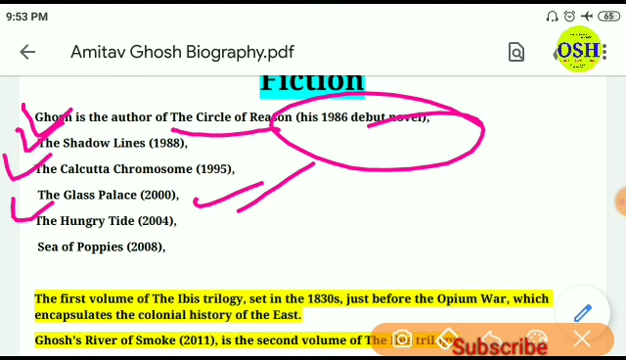 9:53 PM
65
Amitav Ghosh Biography.pdf
OSH
Fiction
Ghosh is the author of The Circle of Reason (his 1986 debut novel),
The Shadow Lines (1988),
The Calcutta Chromosome (1995),
The Glass Palace (2000),
The Hungry Tide (2004),
Sea of Poppies (2008),
The first volume of The Ibis trilogy, set in the 1830s, just before the Opium War, which
encapsulates the colonial history of the East.
Ghosh's River of Smoke (2011), is the second volume of The
Subscribe